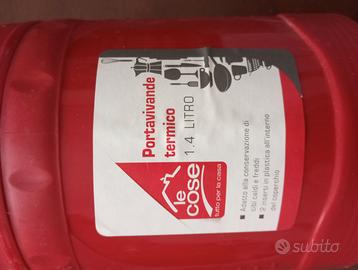 Portavivande
termico
1.4 LITRO
le
cose
tutto per la casa
Adatto alla conservazione di
cibi caldi e freddi
2 inserti in plastica all'interno
del coperchio
subito